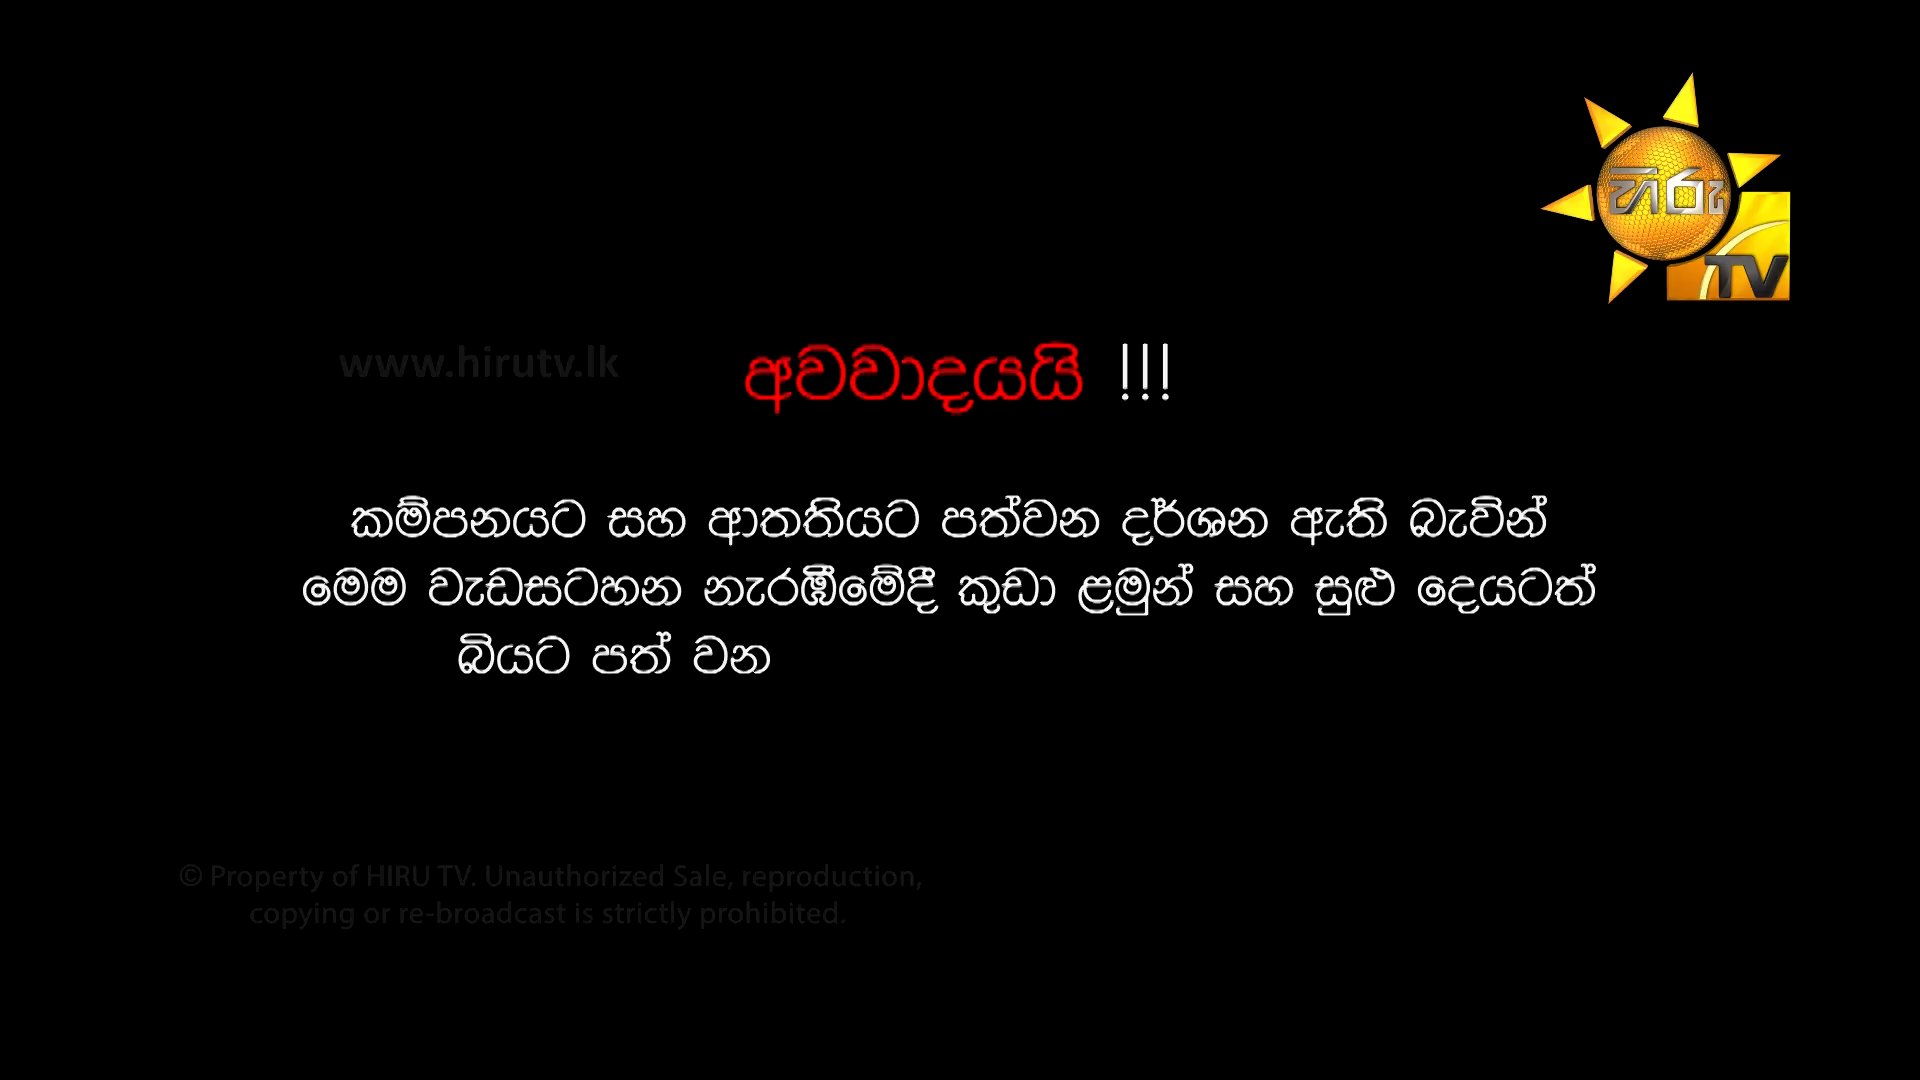 හිරු
TV
www.hirutv.lk
අවවාදයයි !!!
කම්පනයට සහ ආතතියට පත්වන දර්ශන ඇති බැවින්
මෙම වැඩසටහන නැරඹීමේදී කුඩා ළමුන් සහ සුළු දෙයටත්
බියට පත් වන
© Property of HIRU TV. Unauthorized Sale, reproduction,
copying or re-broadcast is strictly prohibited.